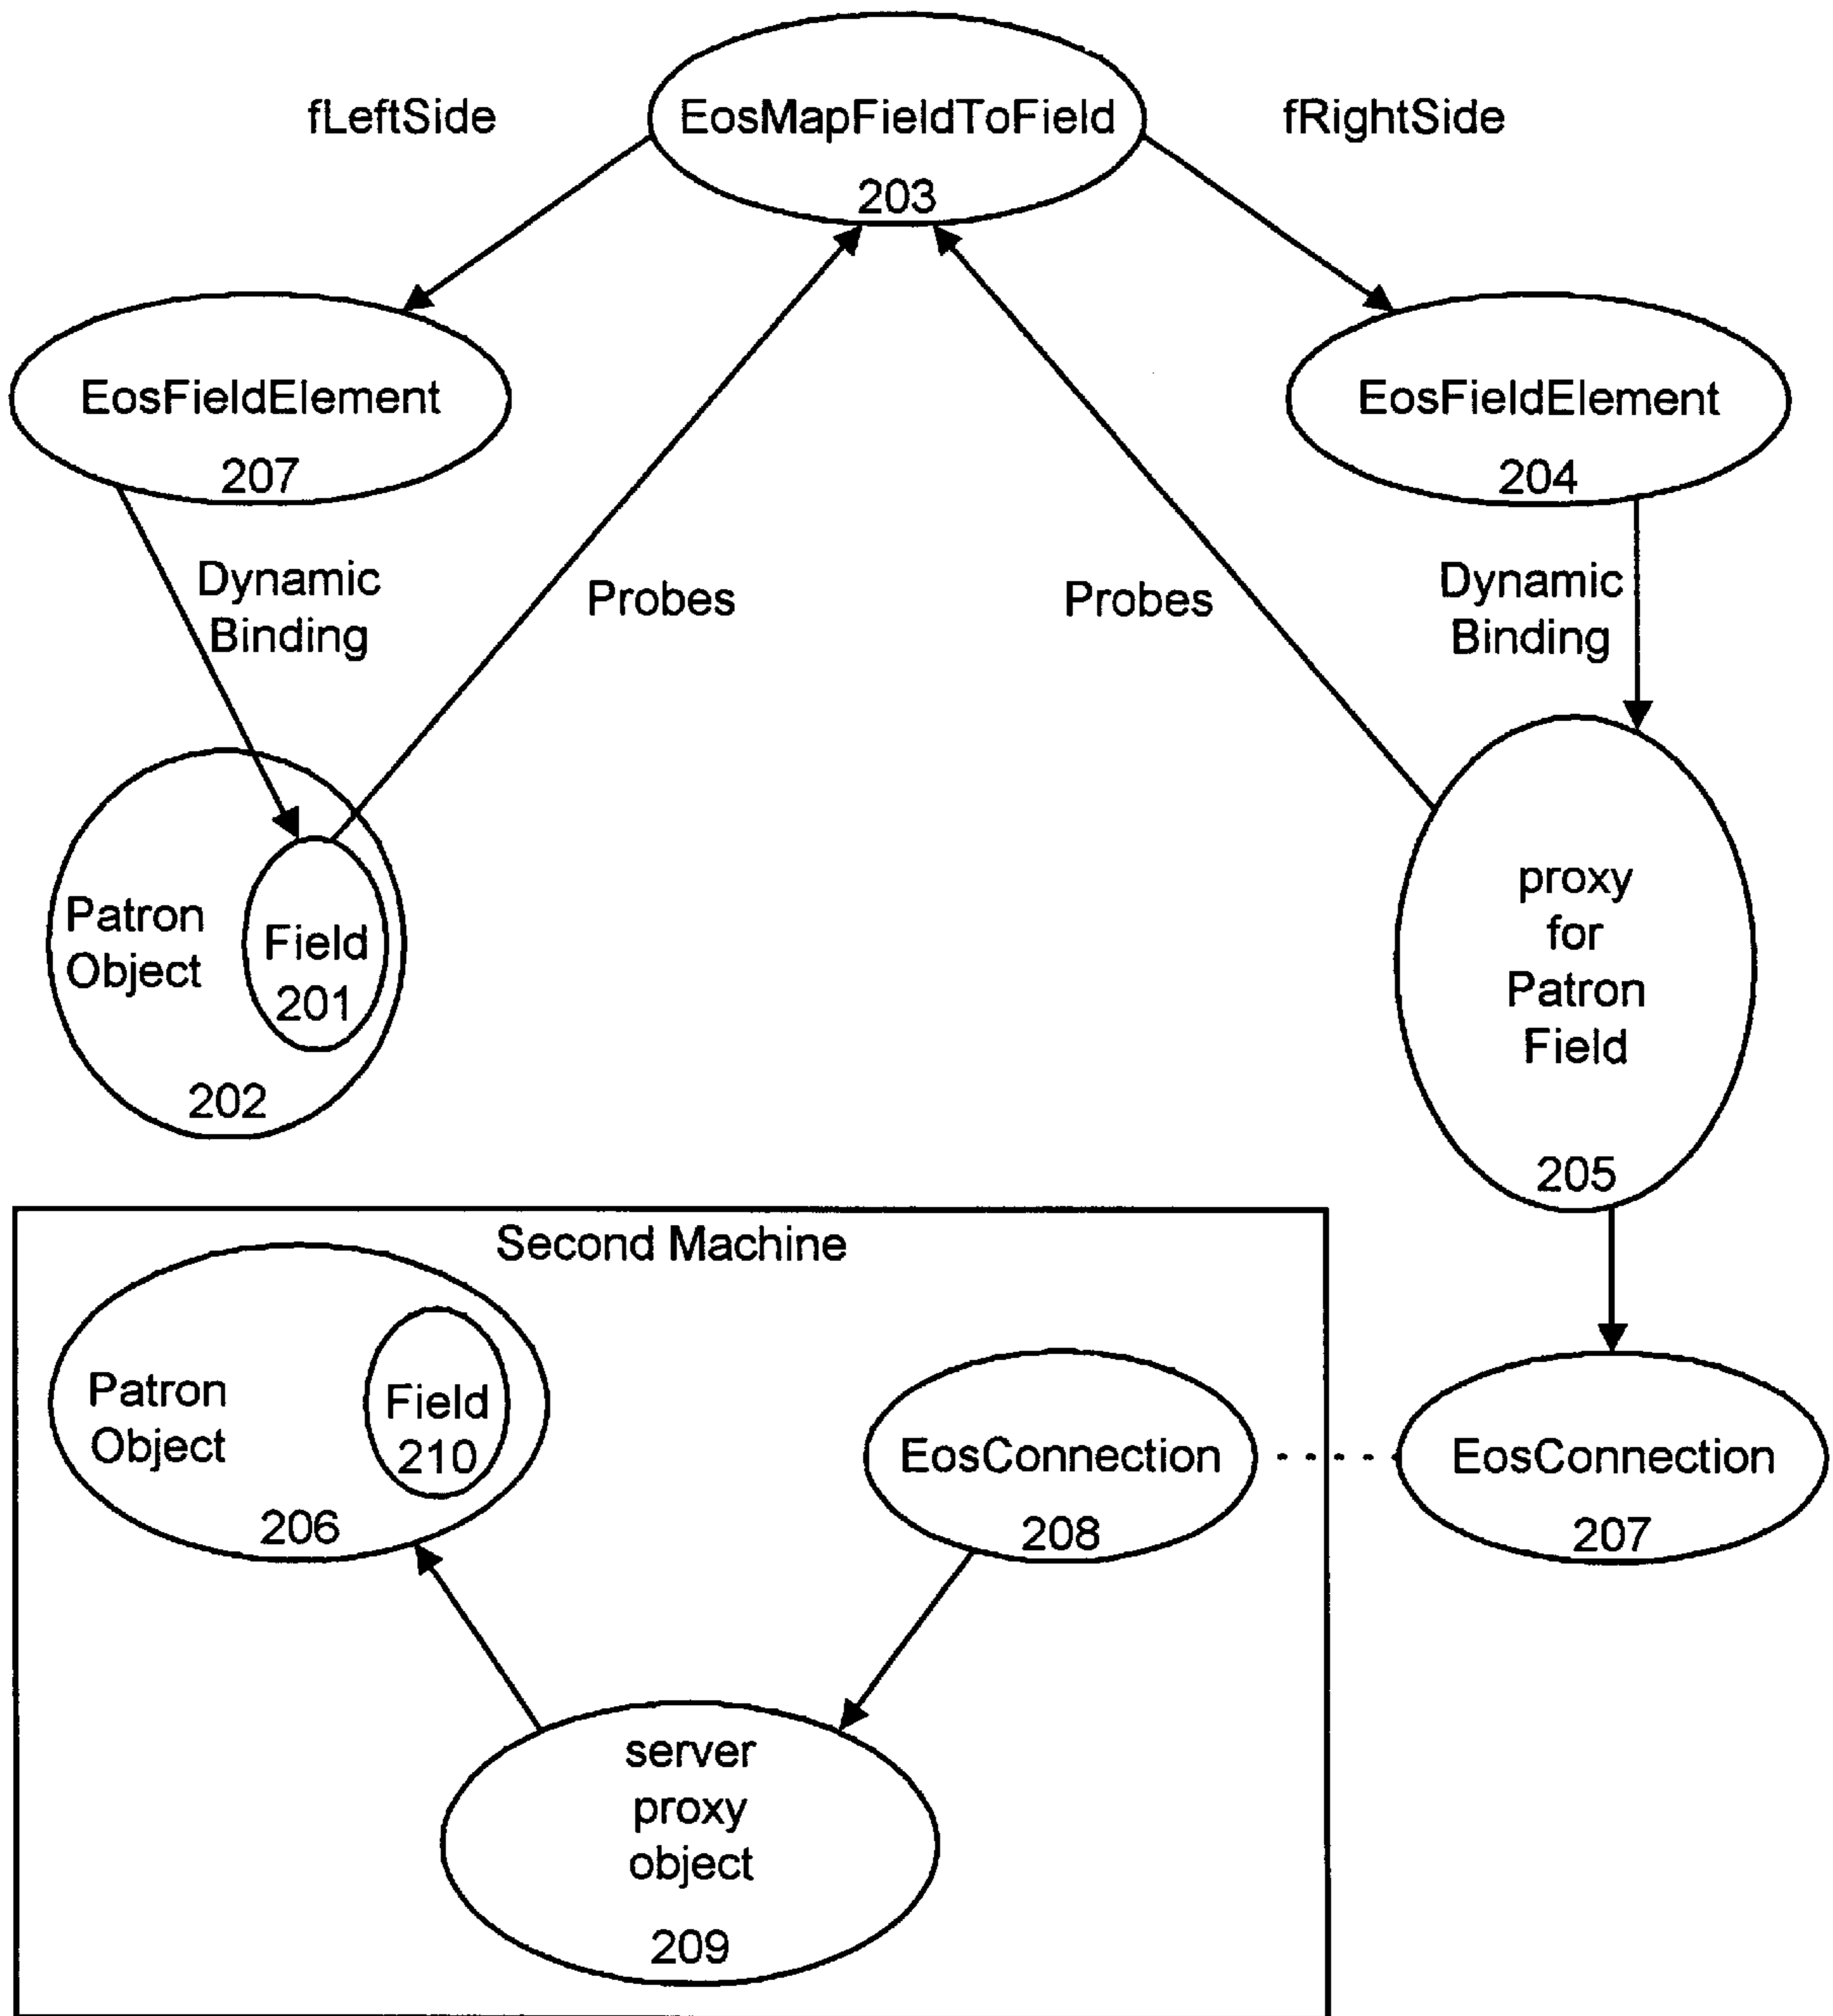 fLeftSide
EosMapFieldToField
203
fRightSide
EosFieldElement
207
EosFieldElement
204
Dynamic
Binding
Probes
Probes
Dynamic
Binding
Patron
Object
Field
201
202
proxy
for
Patron
Field
205
Second Machine
Patron
Object
Field
210
206
EosConnection
208
EosConnection
207
server
proxy
object
209